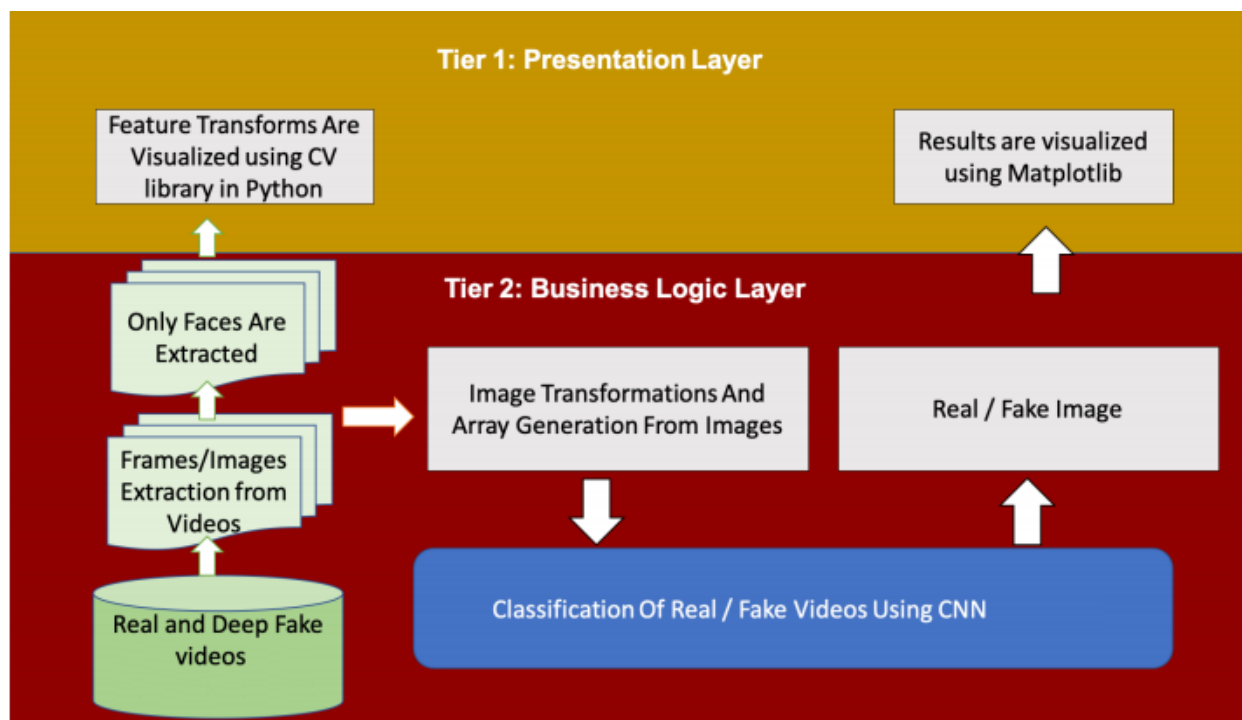 Tier 1: Presentation Layer
Feature Transforms Are
Visualized using CV
library in Python
Results are visualized
using Matplotlib
Tier 2: Business Logic Layer
Only Faces Are
Extracted
Image Transformations And
Array Generation From Images
Real / Fake Image
Frames/Images
Extraction from
Videos
Classification Of Real / Fake Videos Using CNN
Real and Deep Fake
videos